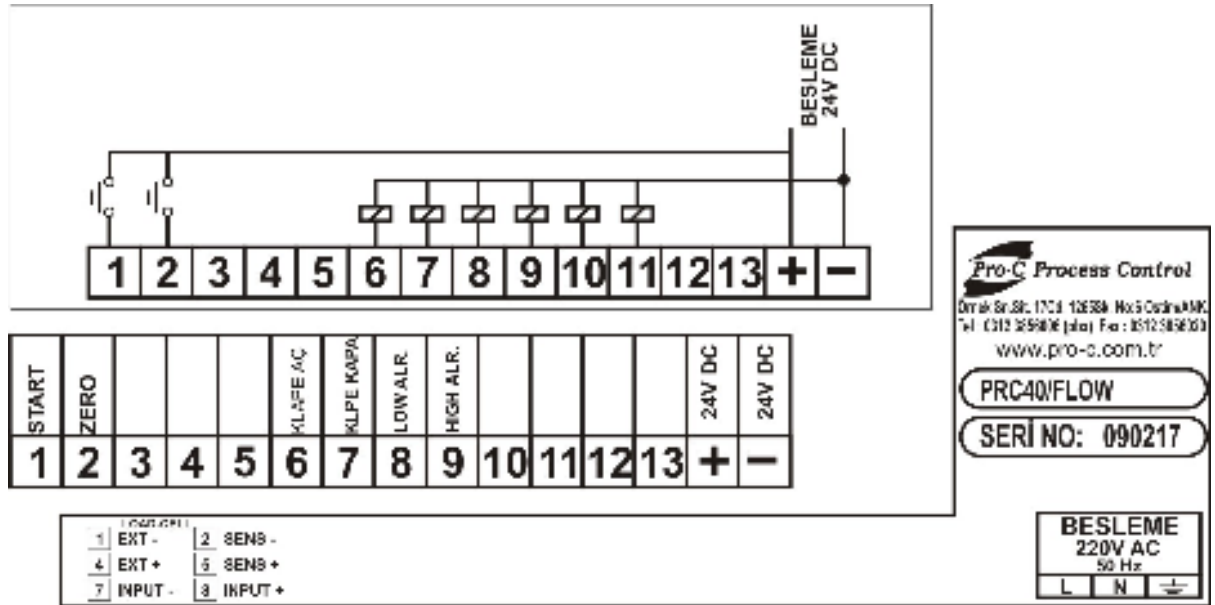 BESLEME
24V DC
1 2 3 4 5 6 7 8 9 10 11 12 13 + −
START
ZERO
KLAFE AÇ
KLPE KAPA
LOW ALR.
HIGH ALR.
24V DC
24V DC
1 2 3 4 5 6 7 8 9 10 11 12 13 + −
LOAD CELL
1 EXT - 2 SENS -
4 EXT + 5 SENS +
7 INPUT - 8 INPUT +
Pro-C Process Control
www.pro-c.com.tr
PRC40/FLOW
SERİ NO: 090217
BESLEME
220V AC
50 Hz
L N